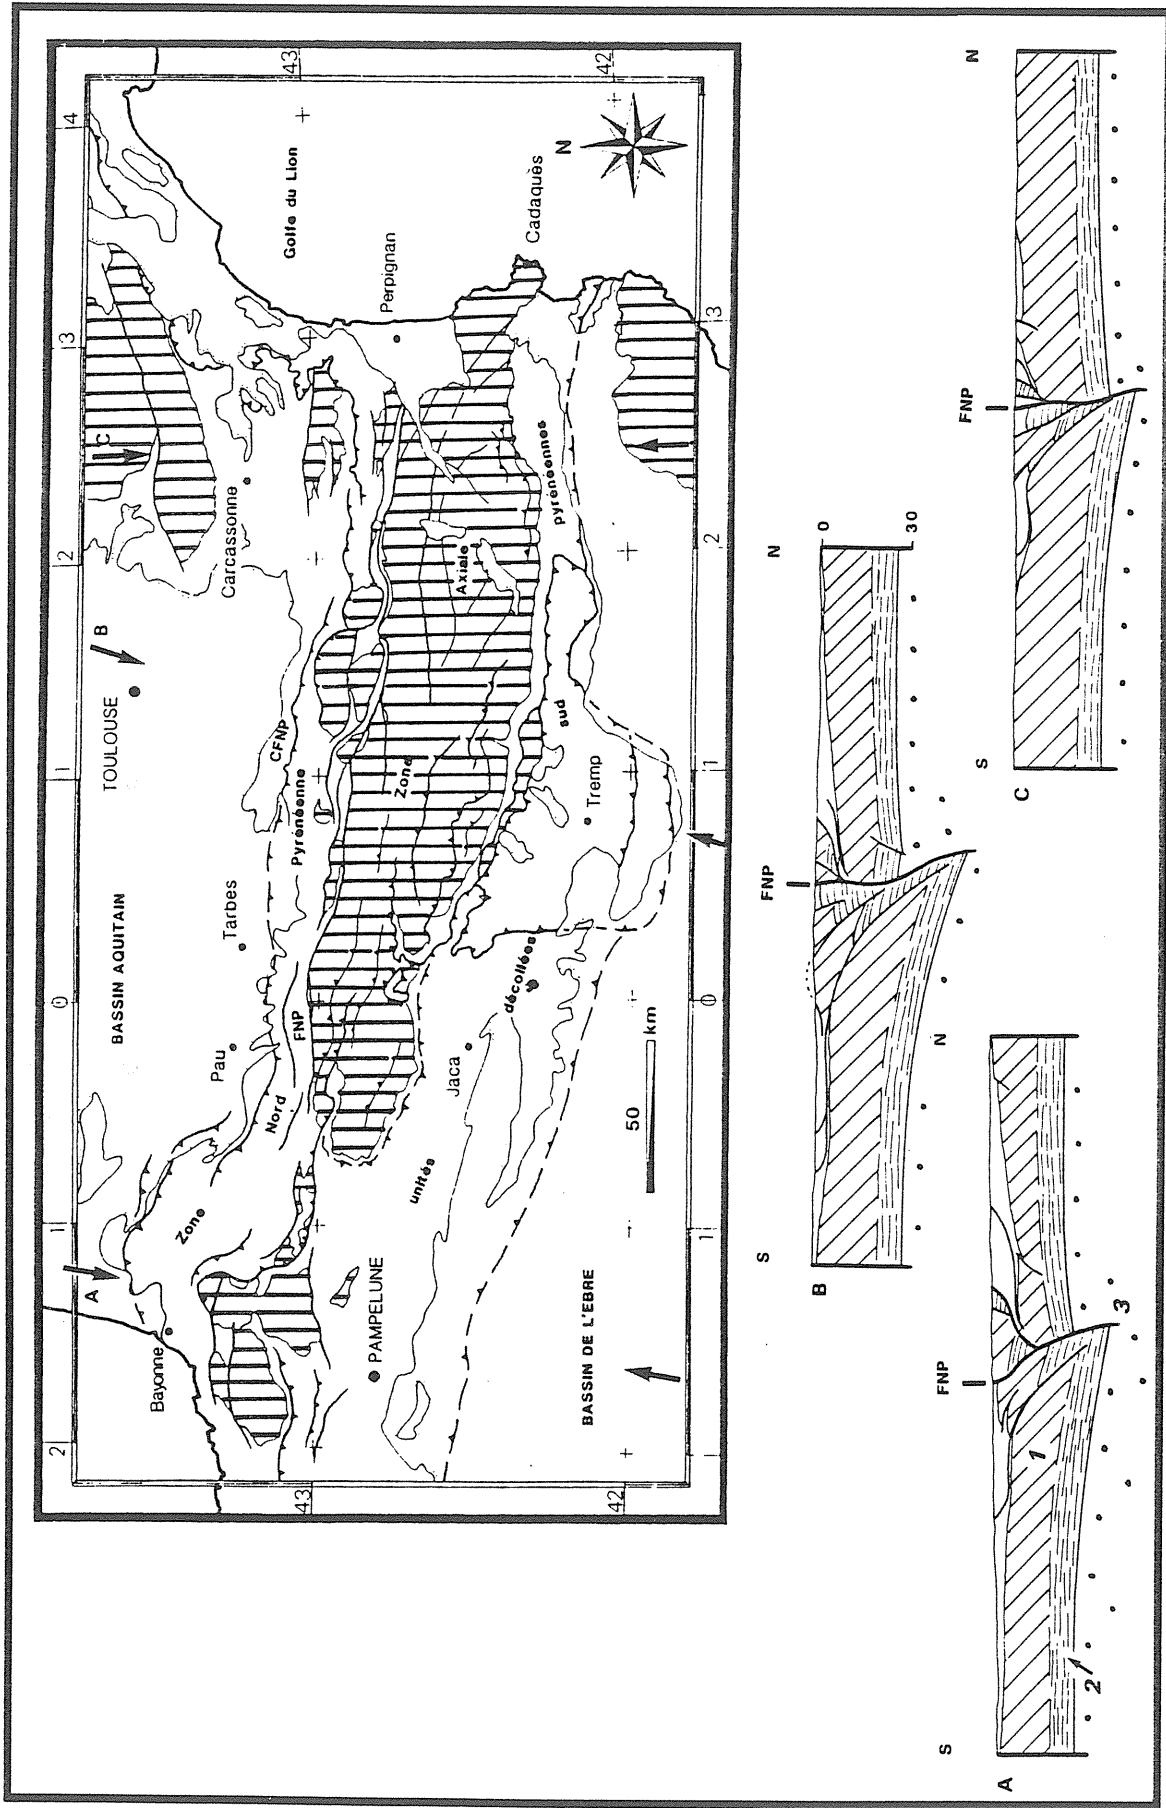 2
1
0
1
2
3
4
43
43
42
42
A
B
C
BASSIN AQUITAIN
TOULOUSE
Golfe du Lion
N
Bayonne
Pau
Tarbes
Carcassonne
Perpignan
Cadaquès
Zone
Nord
Pyrénéenne
CFNP
FNP
Zone
Axiale
PAMPELUNE
Jaca
Tremp
unités
décollées
sud
pyrénéennes
BASSIN DE L'EBRE
50 km
S
N
FNP
B
0
30
S
N
FNP
A
1
2
3
S
N
FNP
C